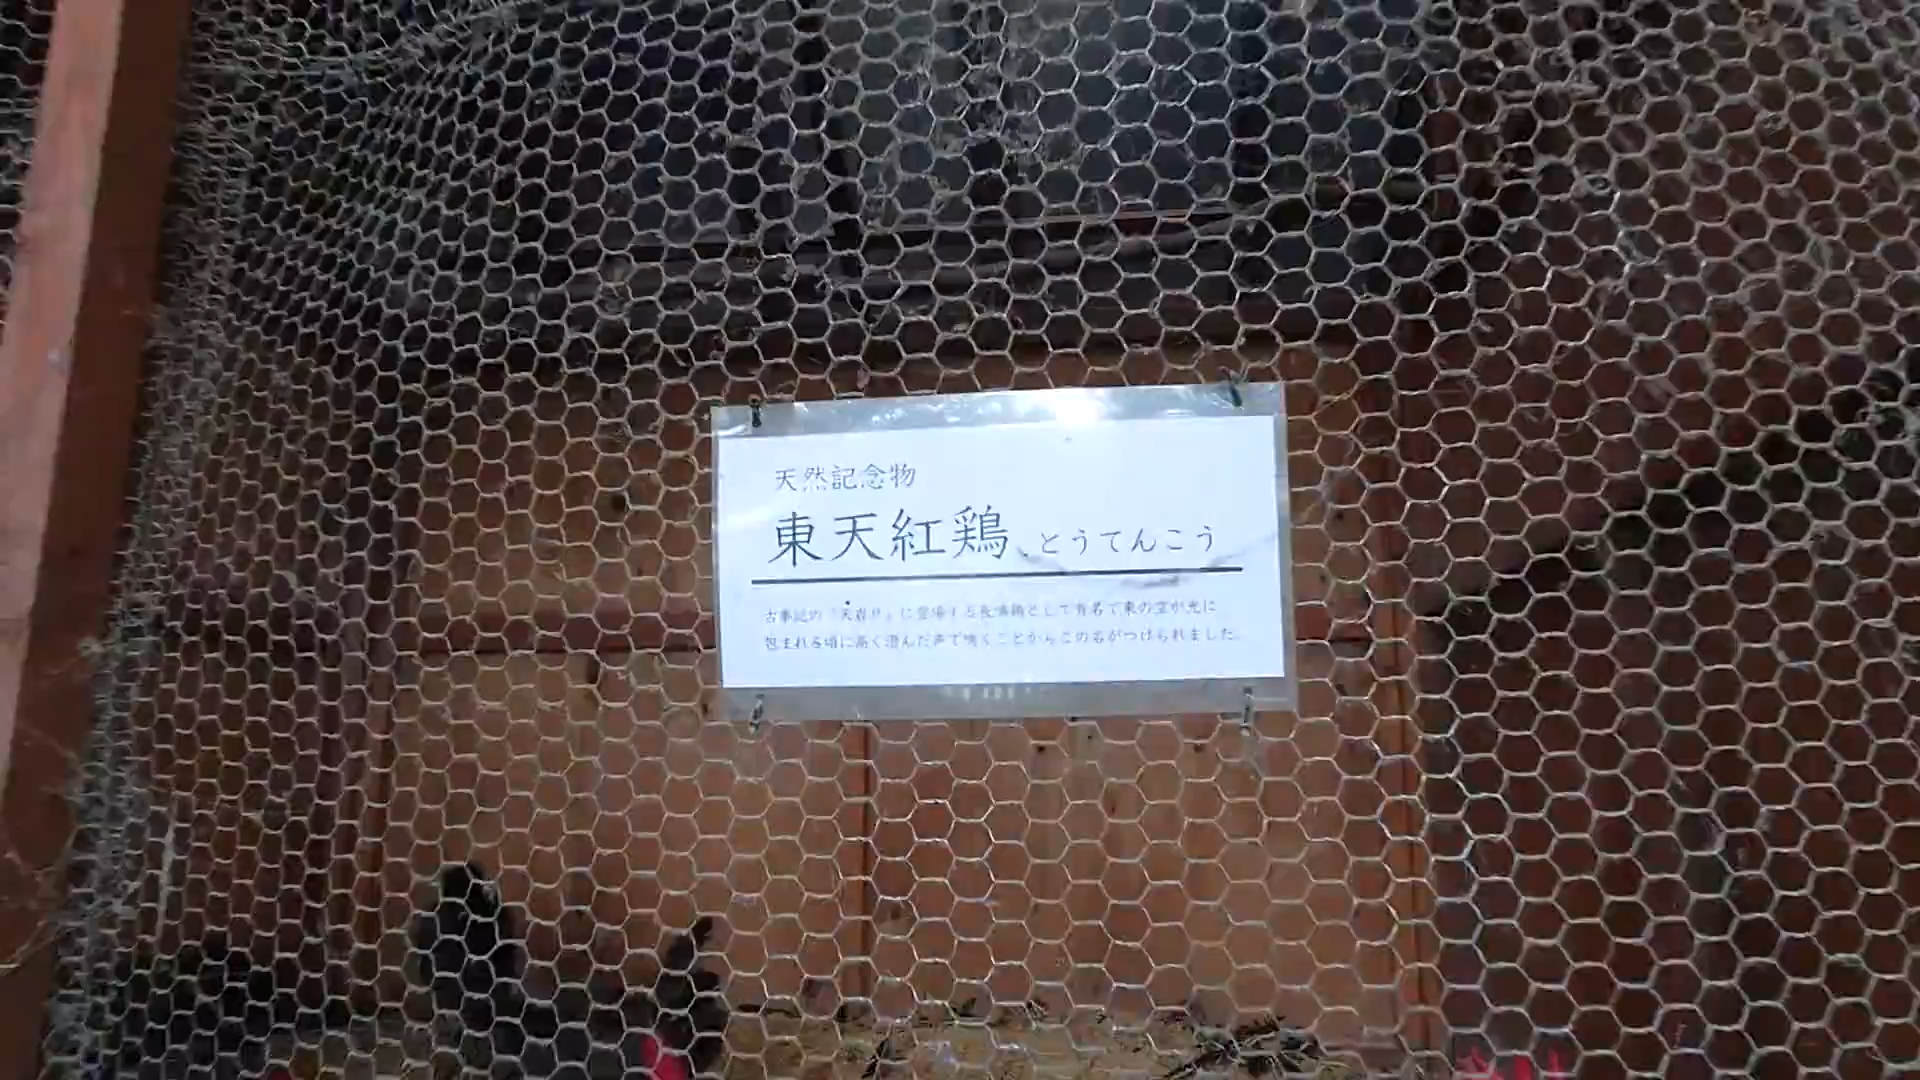 天然記念物
東天紅鶏 とうてんこう
古事記の「天岩戸」に登場する長鳴鶏として有名で東の空が光に
包まれる頃に高く澄んだ声で鳴くことからこの名がつけられました。